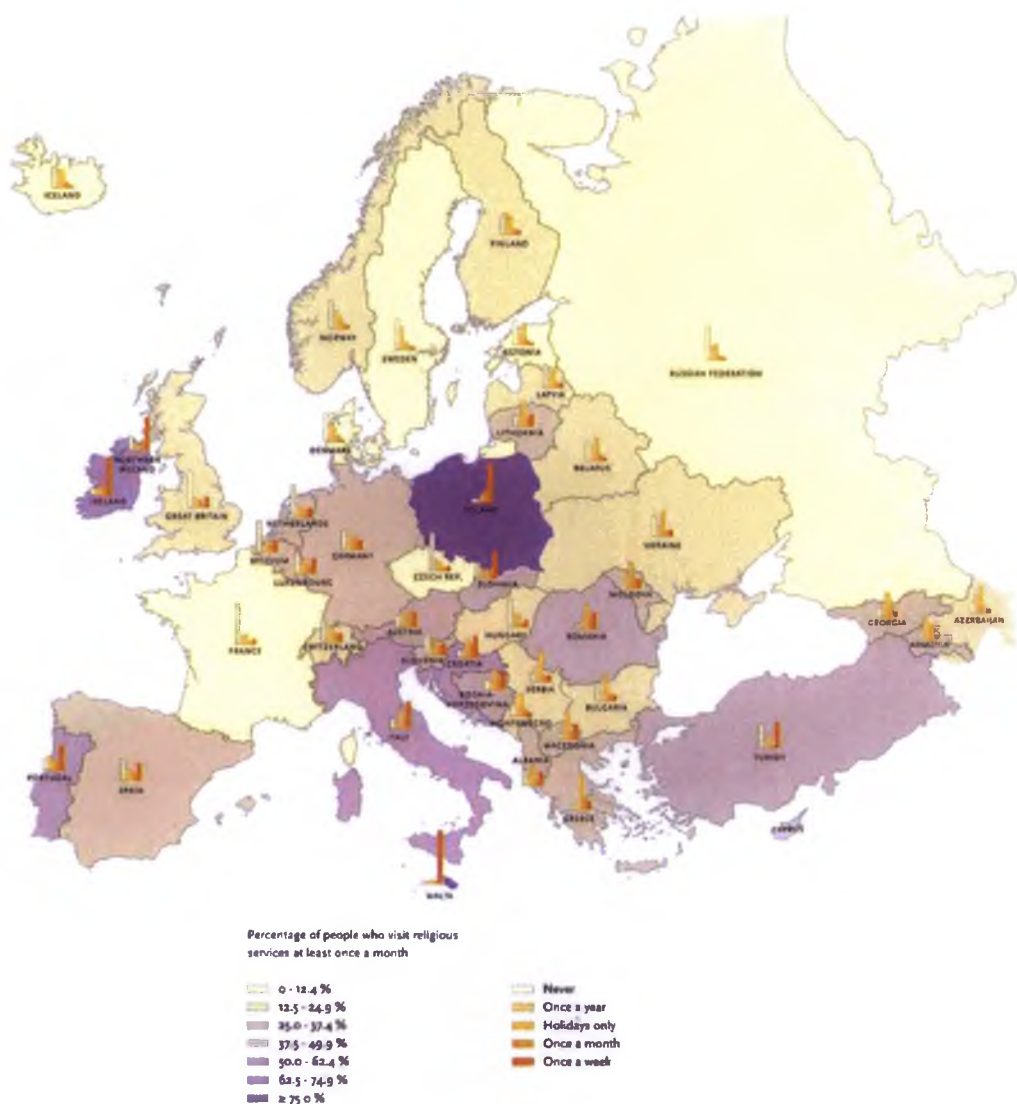 ICELAND
FINLAND
NORWAY
SWEDEN
ESTONIA
RUSSIAN FEDERATION
LATVIA
LITHUANIA
DENMARK
BELARUS
NORTHERN
IRELAND
IRELAND
POLAND
GREAT BRITAIN
NETHERLANDS
UKRAINE
BELGIUM
GERMANY
LUXEMBOURG
CZECH REP.
SLOVAKIA
MOLDOVA
AUSTRIA
HUNGARY
ROMANIA
GEORGIA
AZERBAIJAN
FRANCE
SWITZERLAND
SLOVENIA
CROATIA
BOSNIA
HERZEGOVINA
SERBIA
BULGARIA
MONTENEGRO
ITALY
MACEDONIA
ALBANIA
TURKEY
PORTUGAL
SPAIN
GREECE
CYPRUS
MALTA
Percentage of people who visit religious
services at least once a month
0 - 12.4 %
12.5 - 24.9 %
25.0 - 37.4 %
37.5 - 49.9 %
50.0 - 62.4 %
62.5 - 74.9 %
≥ 75 0 %
Never
Once a year
Holidays only
Once a month
Once a week